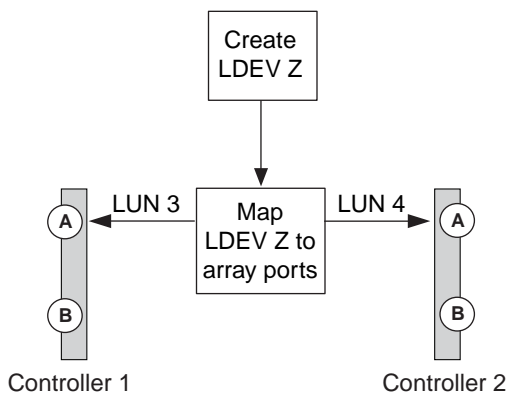 Create
LDEV Z
LUN 3
Map
LDEV Z to
array ports
LUN 4
A
B
A
B
Controller 1
Controller 2